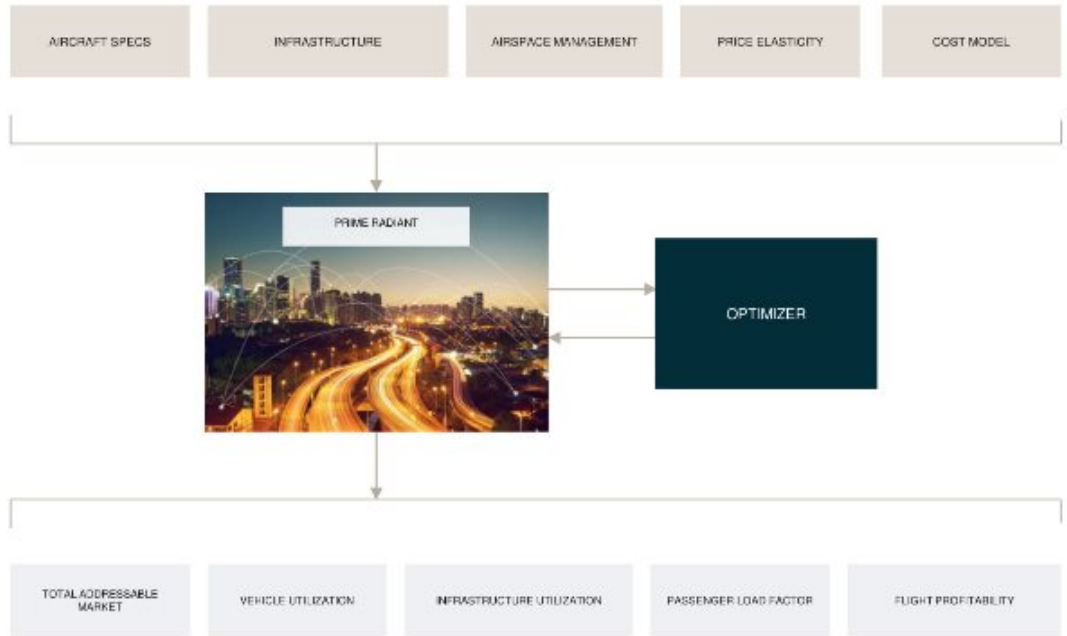 AIRCRAFT SPECS
INFRASTRUCTURE
AIRSPACE MANAGEMENT
PRICE ELASTICITY
COST MODEL
PRIME RADIANT
OPTIMIZER
TOTAL ADDRESSABLE
MARKET
VEHICLE UTILIZATION
INFRASTRUCTURE UTILIZATION
PASSENGER LOAD FACTOR
FLIGHT PROFITABILITY